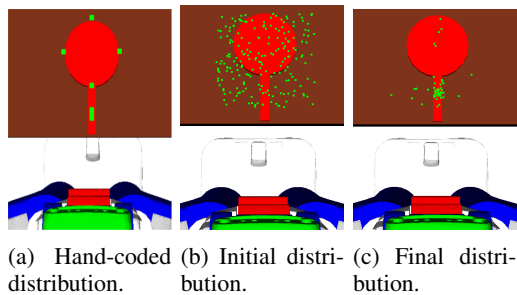 (a) Hand-coded distribution.
(b) Initial distri-
bution.
(c) Final distri-
bution.